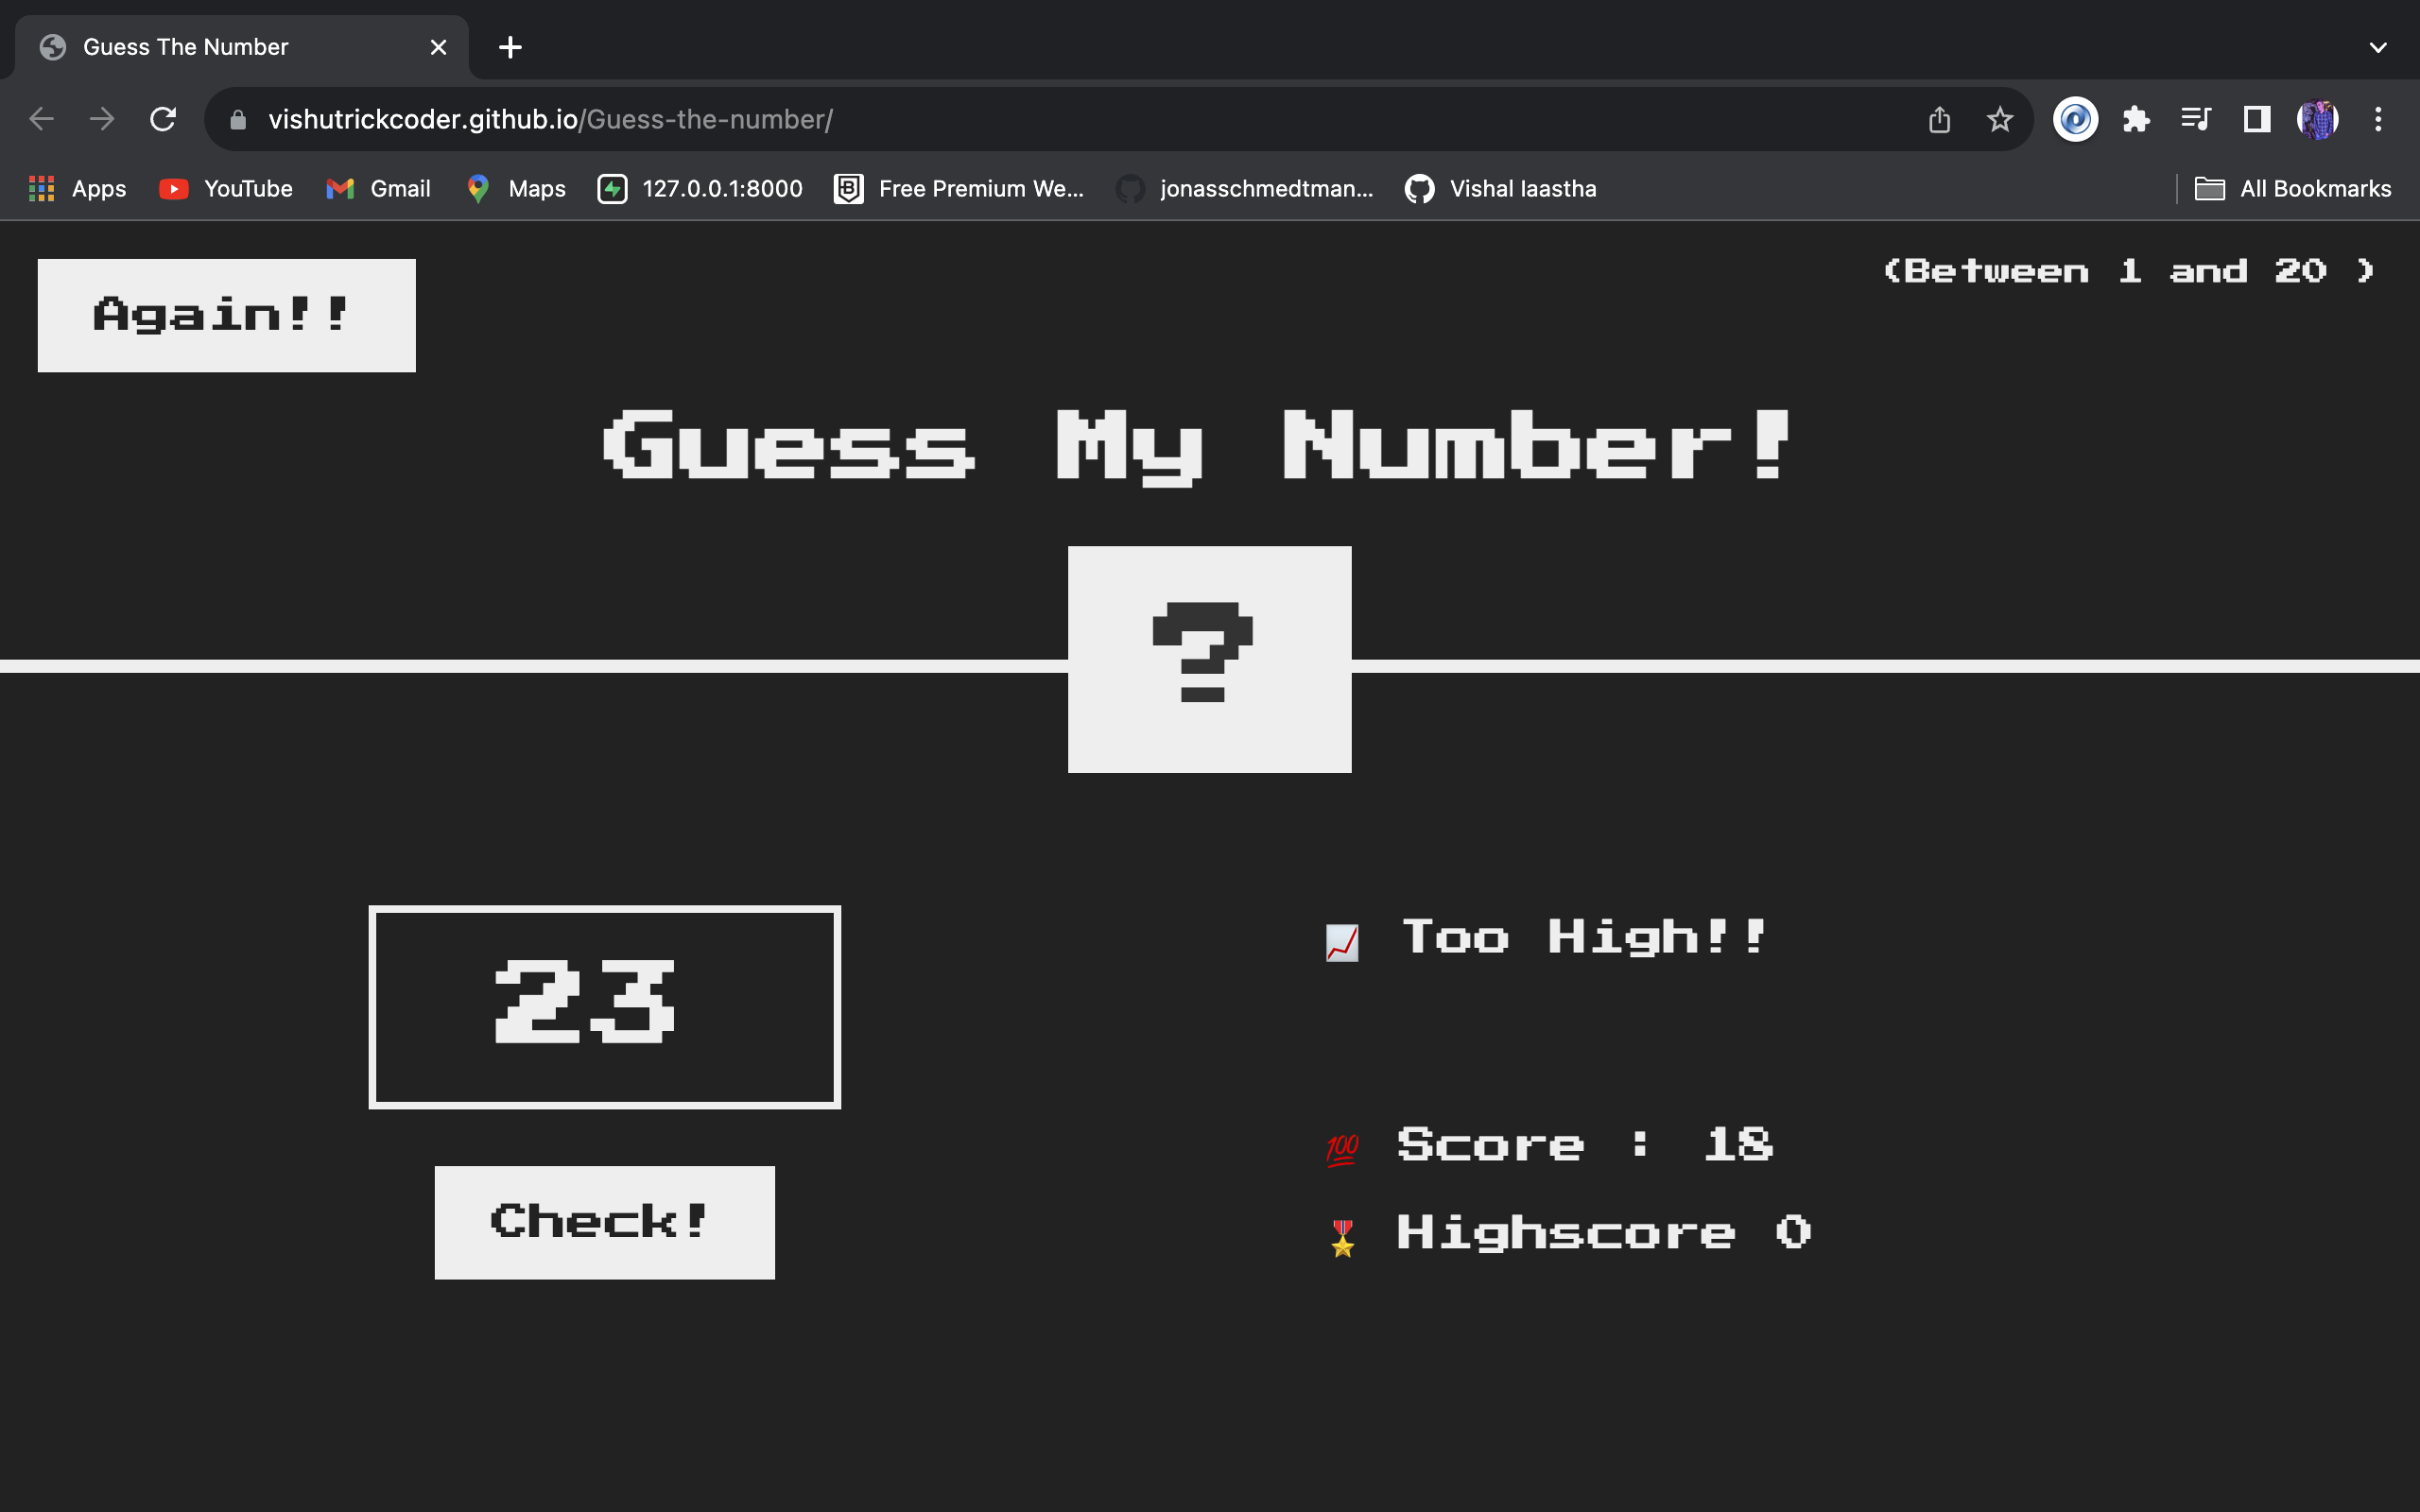 Guess The Number
vishutrickcoder.github.io/Guess-the-number/
Apps YouTube Gmail Maps 127.0.0.1:8000 Free Premium We... jonasschmedtman... Vishal laastha All Bookmarks
Again!!
(Between 1 and 20 )
Guess My Number!
?
23
Check!
📈 Too High!!
💯 Score : 18
🎖️ Highscore 0